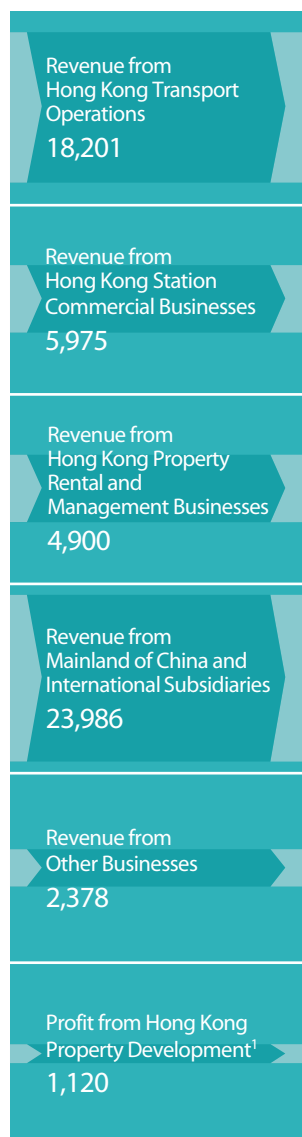 Revenue from
Hong Kong Transport
Operations
18,201
Revenue from
Hong Kong Station
Commercial Businesses
5,975
Revenue from
Hong Kong Property
Rental and
Management Businesses
4,900
Revenue from
Mainland of China and
International Subsidiaries
23,986
Revenue from
Other Businesses
2,378
Profit from Hong Kong
Property Development¹
1,120